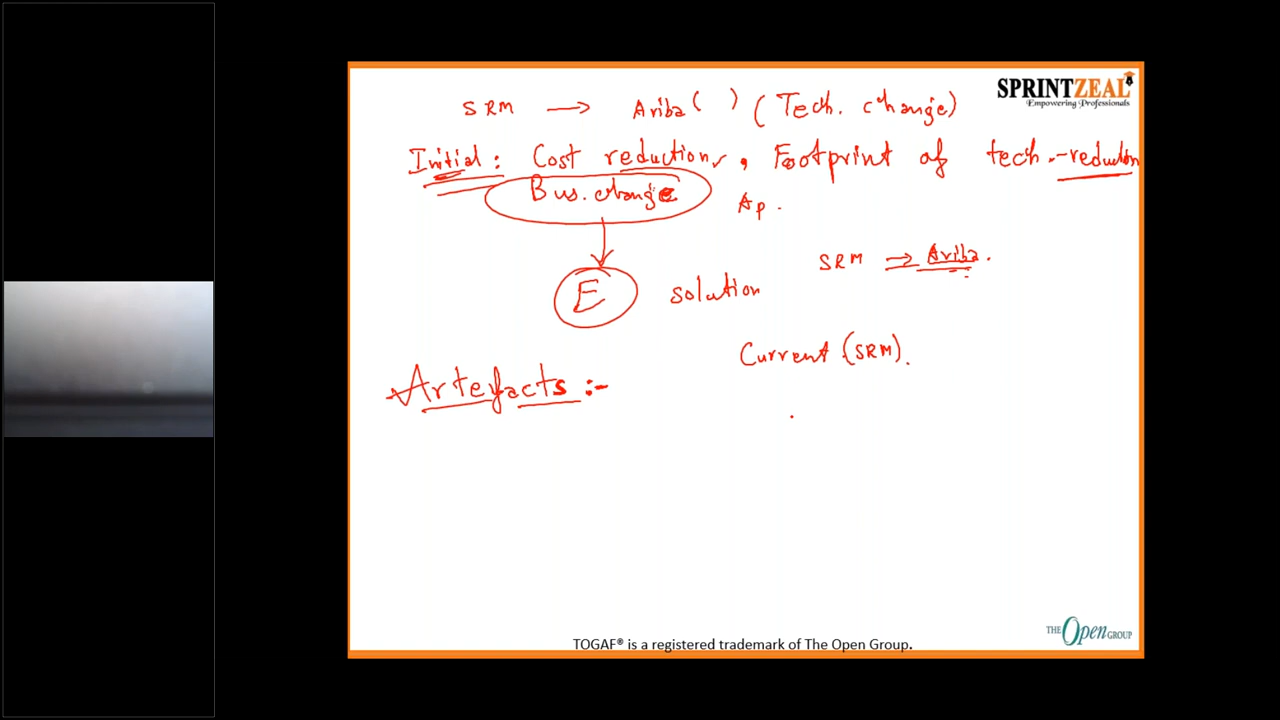 SPRINTZEAL
Empowering Professionals
SRM → Ariba ( ) (Tech. change)
Initial : Cost reduction, , Footprint of tech.-reduction
Bus. change
Ap.
SRM ⇒ Ariba.
E solution
Current (SRM).
Artefacts :-
THE Open GROUP
TOGAF® is a registered trademark of The Open Group.